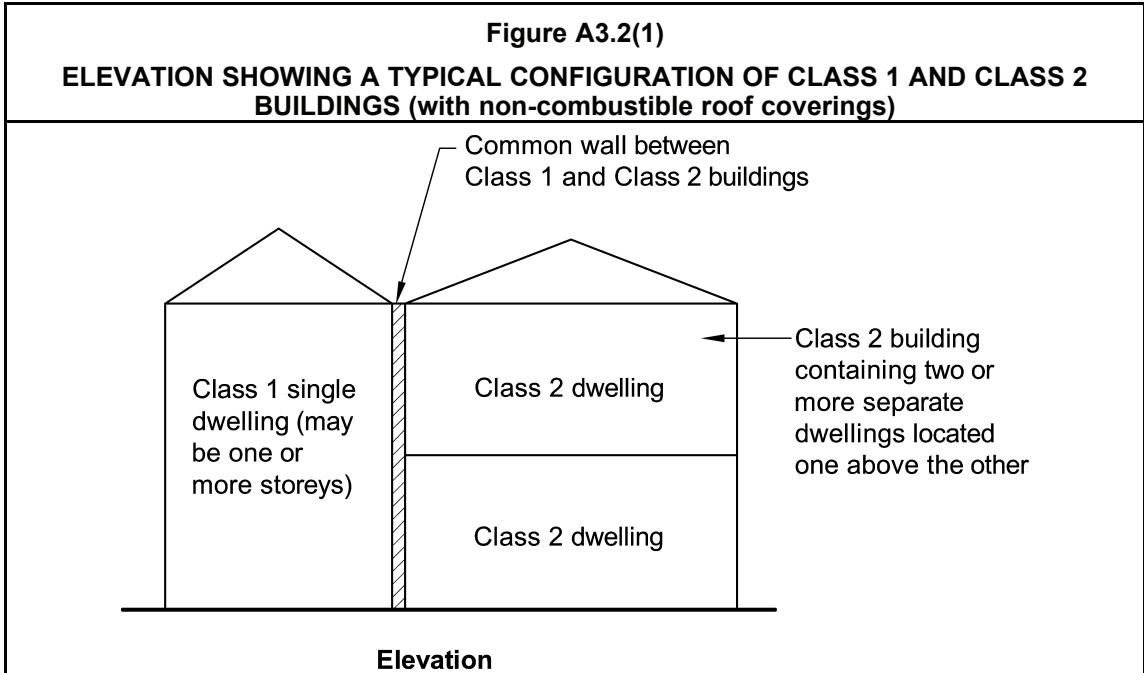 Figure A3.2(1)
ELEVATION SHOWING A TYPICAL CONFIGURATION OF CLASS 1 AND CLASS 2
BUILDINGS (with non-combustible roof coverings)
Common wall between
Class 1 and Class 2 buildings
Class 1 single
dwelling (may
be one or
more storeys)
Class 2 dwelling
Class 2 dwelling
Class 2 building
containing two or
more separate
dwellings located
one above the other
Elevation